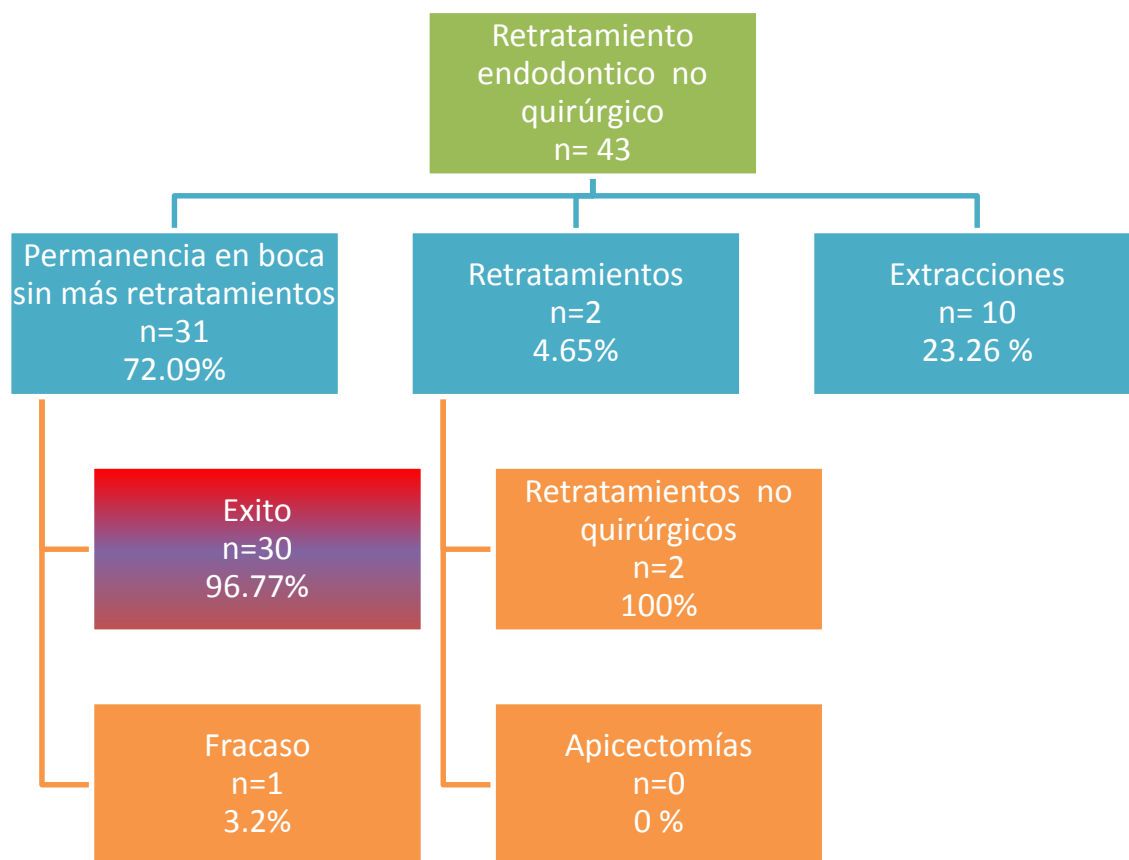 Retratamiento
endodontico no
quirúrgico
n= 43
Permanencia en boca
sin más retratamientos
n=31
72.09%
Retratamientos
n=2
4.65%
Extracciones
n= 10
23.26 %
Exito
n=30
96.77%
Retratamientos no
quirúrgicos
n=2
100%
Fracaso
n=1
3.2%
Apicectomías
n=0
0 %